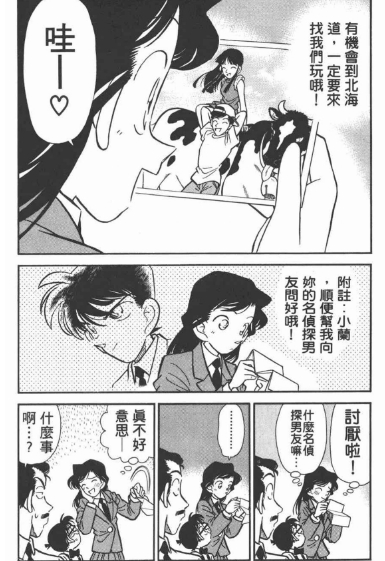 有機會到北海
道，一定要來
找我們玩哦！
哇ー♡
附註：小蘭
，順便幫我向
妳的名偵探男
友問好哦！
討厭啦！
什麼名偵
探男友嘛…
………
真不好
意思—
什麼事
啊…？